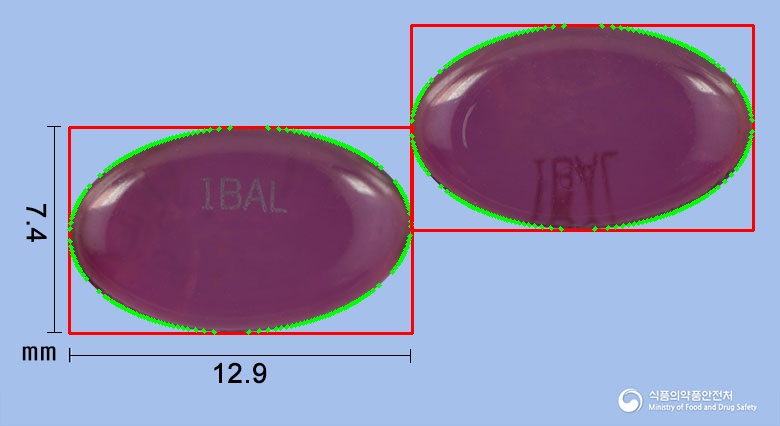 IBAL
IBAL
7.4
mm
12.9
식품의약품안전처
Ministry of Food and Drug Safety